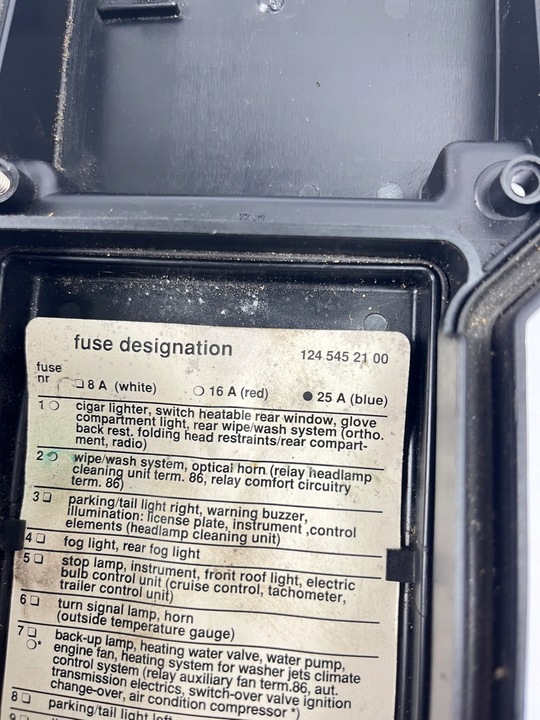 fuse designation 124 545 21 00
fuse
nr ❏ 8 A (white) ○ 16 A (red) ● 25 A (blue)
1 ○ cigar lighter, switch heatable rear window, glove
compartment light, rear wipe/wash system (ortho.
back rest. folding head restraints/rear compart-
ment, radio)
2 ○ wipe/wash system, optical horn (relay headlamp
cleaning unit term. 86, relay comfort circuitry
term. 86)
3 ❏ parking/tail light right, warning buzzer,
illumination: license plate, instrument ,control
elements (headlamp cleaning unit)
4 ❏ fog light, rear fog light
5 ❏ stop lamp, instrument, front roof light, electric
bulb control unit (cruise control, tachometer,
trailer control unit)
6 ❏ turn signal lamp, horn
(outside temperature gauge)
7 ❏ back-up lamp, heating water valve, water pump,
○* engine fan, heating system for washer jets climate
control system (relay auxiliary fan term.86, aut.
transmission electrics, switch-over valve ignition
change-over, air condition compressor *)
8 ❏ parking/tail light left
9 ❏